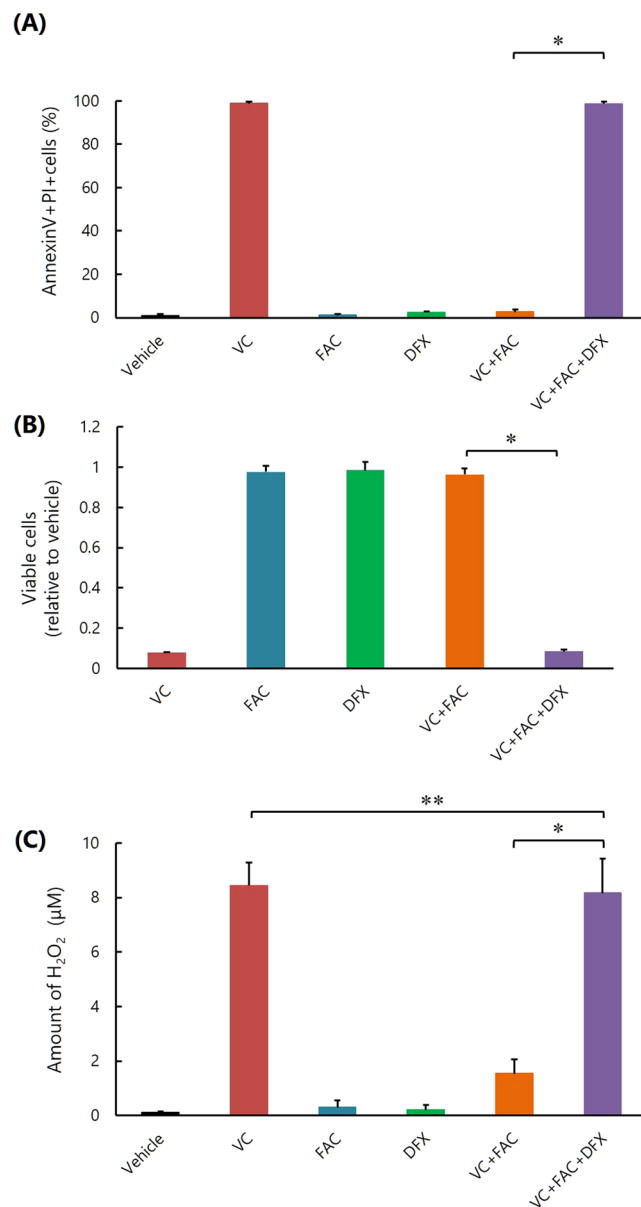 (A)
*
AnnexinV+PI+cells (%)
100
80
60
40
20
0
Vehicle
VC
FAC
DFX
VC+FAC
VC+FAC+DFX
(B)
*
Viable cells
(relative to vehicle)
1.2
1
0.8
0.6
0.4
0.2
0
VC
FAC
DFX
VC+FAC
VC+FAC+DFX
(C)
**
*
Amount of H₂O₂ (μM)
10
8
6
4
2
0
Vehicle
VC
FAC
DFX
VC+FAC
VC+FAC+DFX